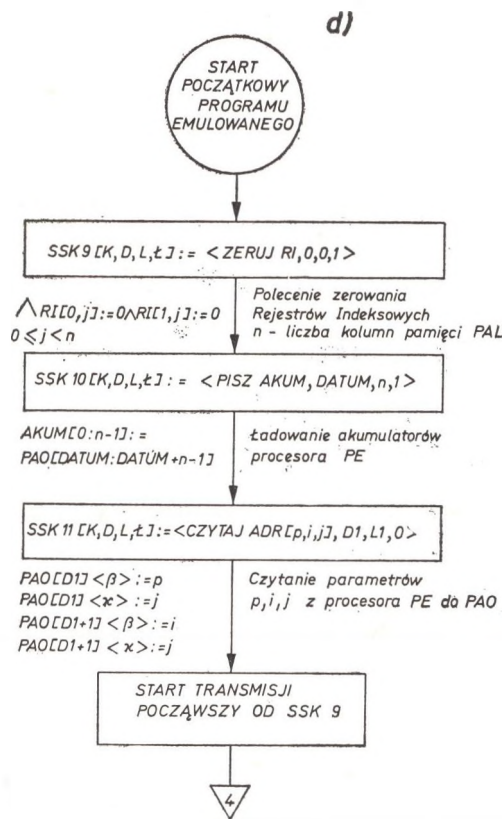 d)
START
POCZĄTKOWY
PROGRAMU
EMULOWANEGO
SSK 9 [K, D, L, Ł] := < ZERUJ RI, 0, 0, 1 >
⋀ RI[0, j] := 0 ∧ RI[1, j] := 0
0 ≤ j < n
Polecenie zerowania
Rejestrów Indeksowych
n - liczba kolumn pamięci PAL
SSK 10 [K, D, L, Ł] := < PISZ AKUM, DATUM, n, 1 >
AKUM[0:n-1] :=
PAO[DATUM:DATUM+n-1]
Ładowanie akumulatorów
procesora PE
SSK 11 [K, D, L, Ł] := < CZYTAJ ADR[p, i, j], D1, L1, 0 >
PAO[D1] <β> := p
PAO[D1] <ϰ> := j
PAO[D1+1] <β> := i
PAO[D1+1] <ϰ> := j
Czytanie parametrów
p, i, j z procesora PE do PAO
START TRANSMISJI
POCZĄWSZY OD SSK 9
4